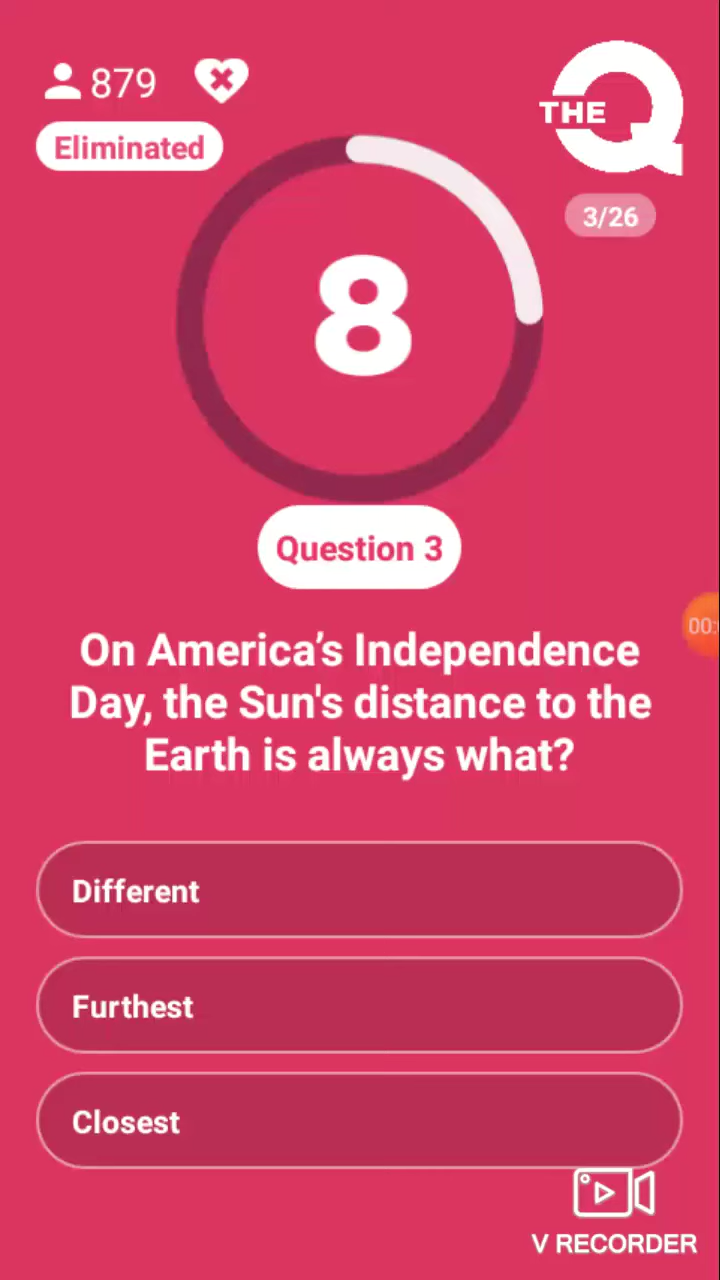 879
THE Q
Eliminated
3/26
8
Question 3
On America’s Independence
Day, the Sun's distance to the
Earth is always what?
00:
Different
Furthest
Closest
V RECORDER